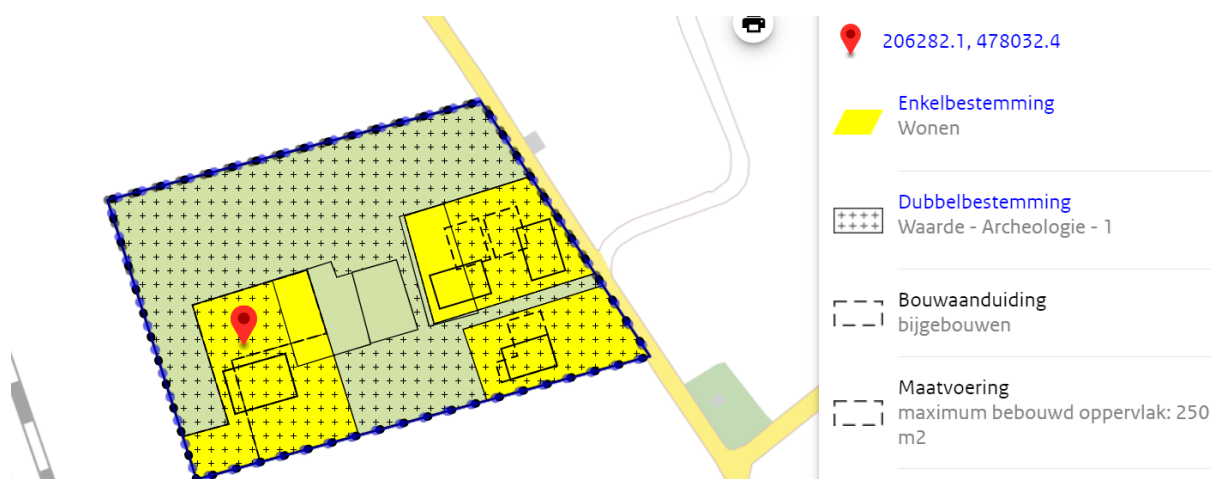 206282.1, 478032.4
Enkelbestemming
Wonen
Dubbelbestemming
Waarde - Archeologie - 1
Bouwaanduiding
bijgebouwen
Maatvoering
maximum bebouwd oppervlak: 250
m2